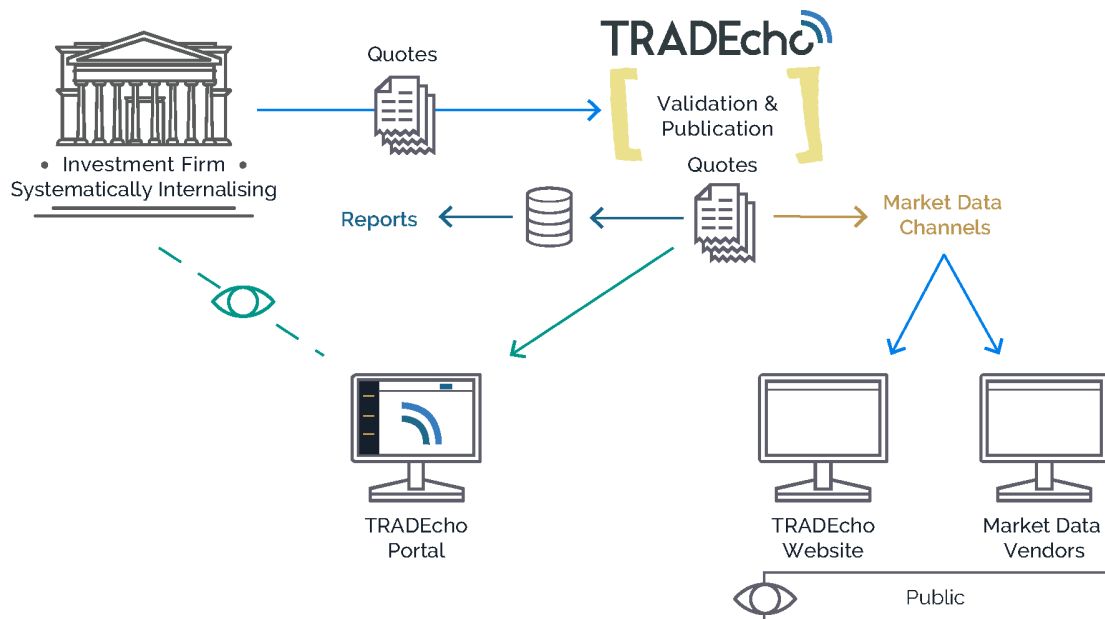 TRADEcho
Quotes
Validation &
Publication
• Investment Firm •
Systematically Internalising
Quotes
Reports
Market Data
Channels
TRADEcho
Portal
TRADEcho
Website
Market Data
Vendors
Public